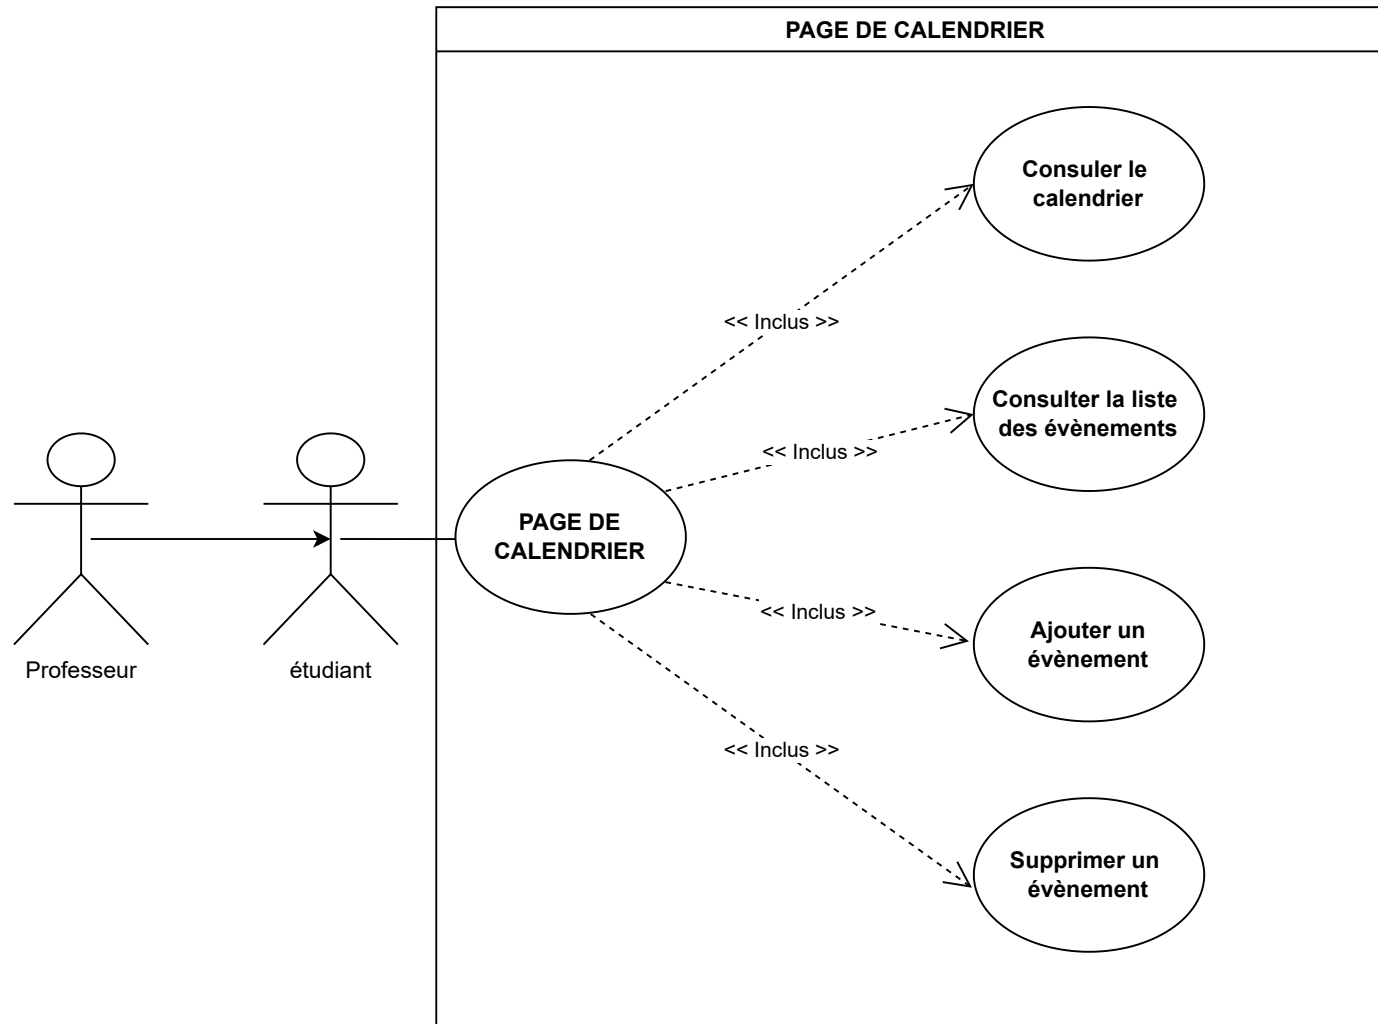 PAGE DE CALENDRIER
Consuler le
calendrier
<< Inclus >>
Consulter la liste
des évènements
<< Inclus >>
PAGE DE
CALENDRIER
<< Inclus >>
Ajouter un
évènement
Professeur
étudiant
<< Inclus >>
Supprimer un
évènement